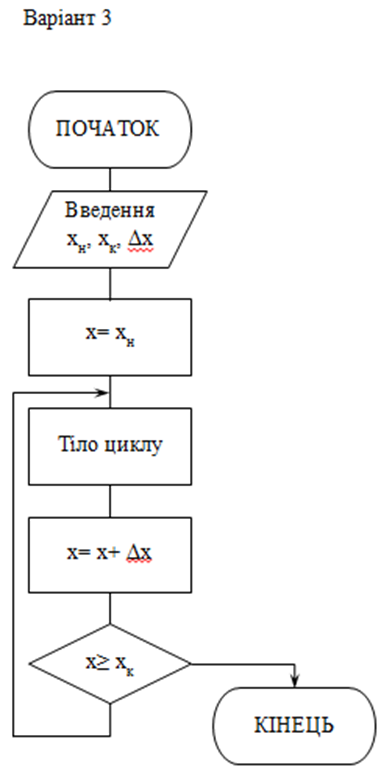 Варіант 3
ПОЧАТОК
Введення
xн, xк, Δx
x= xн
Тіло циклу
x= x+ Δx
x≥ xк
КІНЕЦЬ